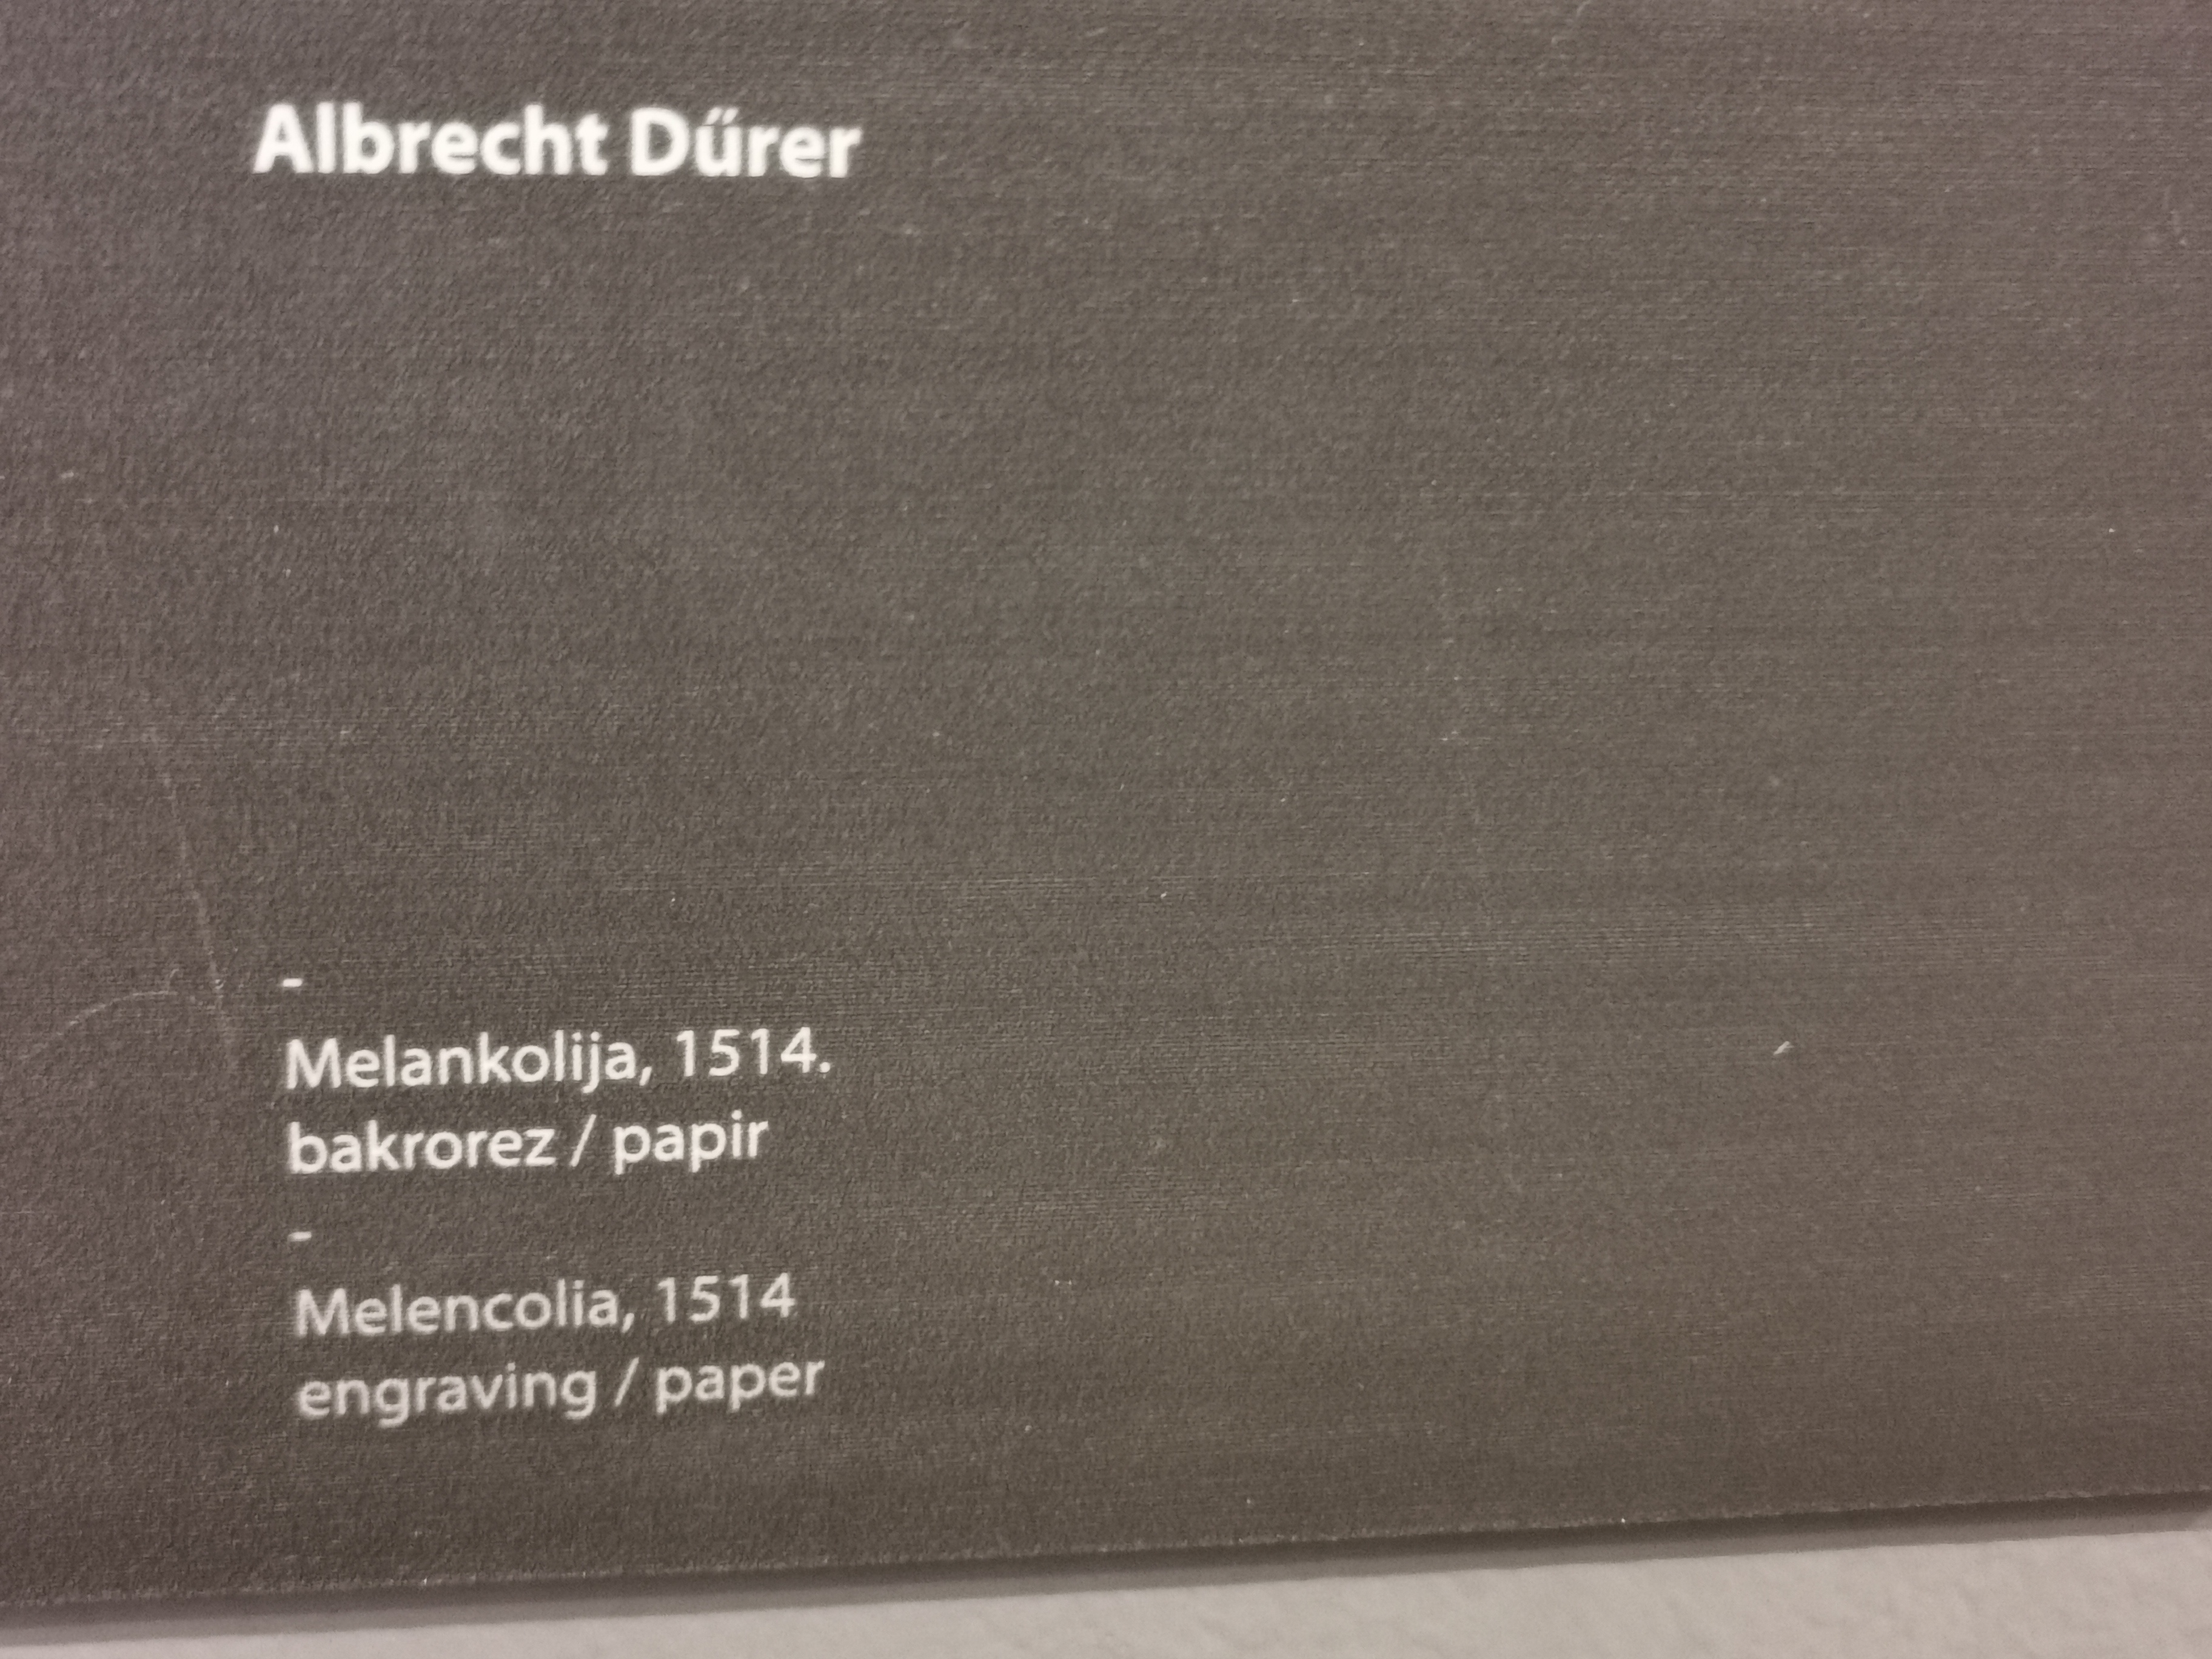 Albrecht Dűrer
-
Melankolija, 1514.
bakrorez / papir
-
Melencolia, 1514
engraving / paper